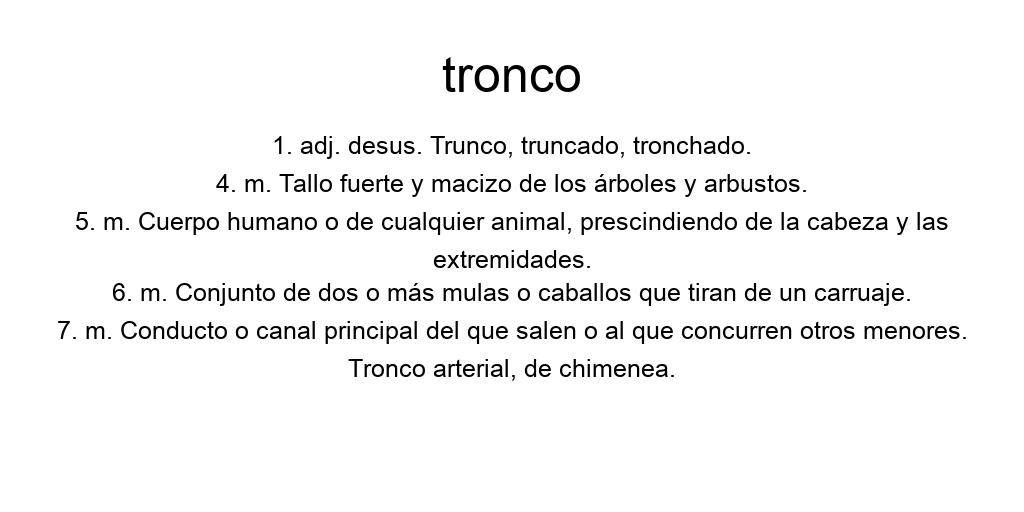 tronco
1. adj. desus. Trunco, truncado, tronchado.
4. m. Tallo fuerte y macizo de los árboles y arbustos.
5. m. Cuerpo humano o de cualquier animal, prescindiendo de la cabeza y las
extremidades.
6. m. Conjunto de dos o más mulas o caballos que tiran de un carruaje.
7. m. Conducto o canal principal del que salen o al que concurren otros menores.
Tronco arterial, de chimenea.